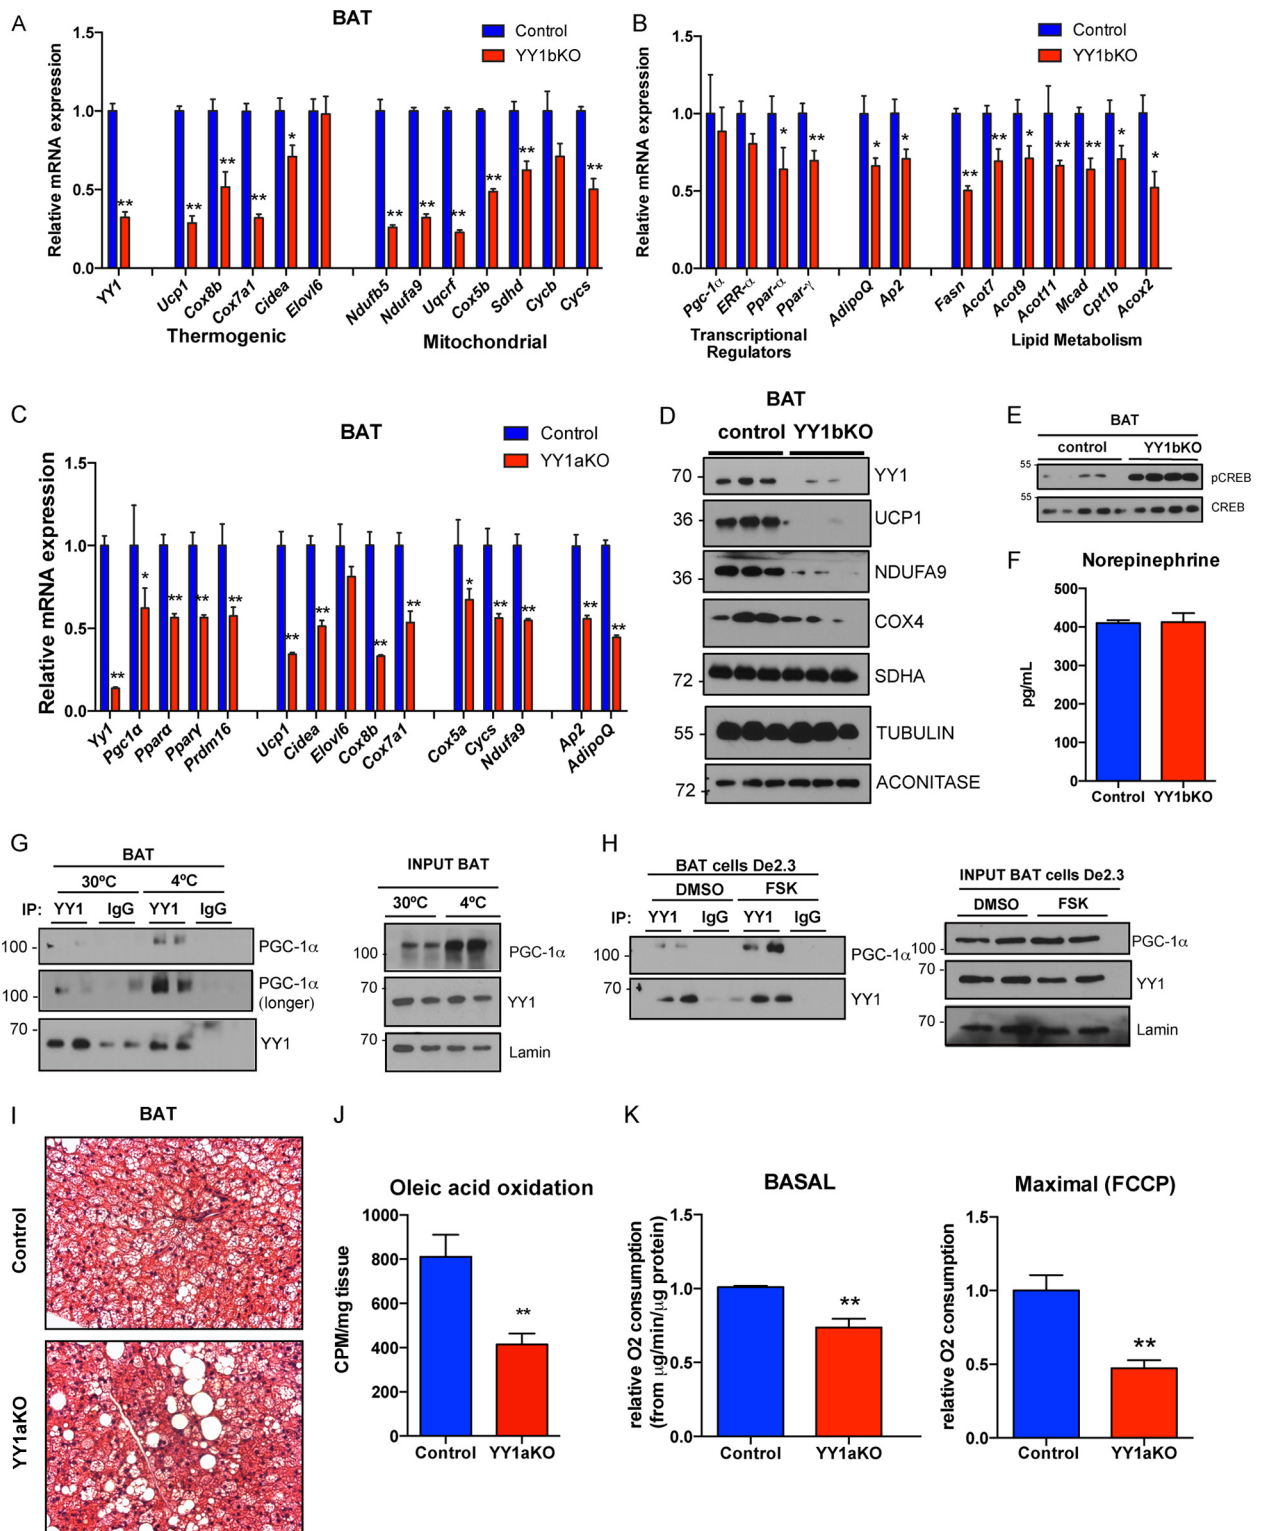 A
BAT
Control
YY1bKO
Relative mRNA expression
1.5
1.0
0.5
0.0
** ** ** ** * ** ** ** ** ** **
YY1 Ucp1 Cox8b Cox7a1 Cidea Elovl6 Ndufb5 Ndufa9 Uqcrf Cox5b Sdhd Cycb Cycs
Thermogenic
Mitochondrial
B
Control
YY1bKO
Relative mRNA expression
1.5
1.0
0.5
0.0
* ** * * ** ** * ** ** * *
Pgc-1α ERR-α Ppar-α Ppar-γ AdipoQ Ap2 Fasn Acot7 Acot9 Acot11 Mcad Cpt1b Acox2
Transcriptional
Regulators
Lipid Metabolism
C
BAT
Control
YY1aKO
Relative mRNA expression
1.5
1.0
0.5
0.0
** * ** ** ** ** ** ** ** * ** ** ** **
Yy1 Pgc1α Pparα Pparγ Prdm16 Ucp1 Cidea Elovl6 Cox8b Cox7a1 Cox5a Cycs Ndufa9 Ap2 AdipoQ
D
BAT
control YY1bKO
70 - YY1
36 - UCP1
36 - NDUFA9
COX4
72 - SDHA
55 - TUBULIN
72 - ACONITASE
E
BAT
control YY1bKO
55
pCREB
55
CREB
F
Norepinephrine
pg/mL
500
400
300
200
100
0
Control YY1bKO
G
BAT
30ºC 4ºC
IP: YY1 IgG YY1 IgG
100 - PGC-1α
PGC-1α
100 - (longer)
70 -
YY1
INPUT BAT
30ºC 4ºC
100 - PGC-1α
70 -
YY1
70 -
Lamin
H
BAT cells De2.3
DMSO FSK
IP: YY1 IgG YY1 IgG
100 - PGC-1α
70 -
YY1
INPUT BAT cells De2.3
DMSO FSK
100 - PGC-1α
70 -
YY1
70 -
Lamin
I
BAT
Control
YY1aKO
J
Oleic acid oxidation
CPM/mg tissue
1000
800
600
400
200
0
**
Control YY1aKO
K
BASAL
relative O2 consumption
(from µg/min/µg protein)
1.5
1.0
0.5
0.0
**
Control YY1aKO
Maximal (FCCP)
relative O2 consumption
1.5
1.0
0.5
0.0
**
Control YY1aKO